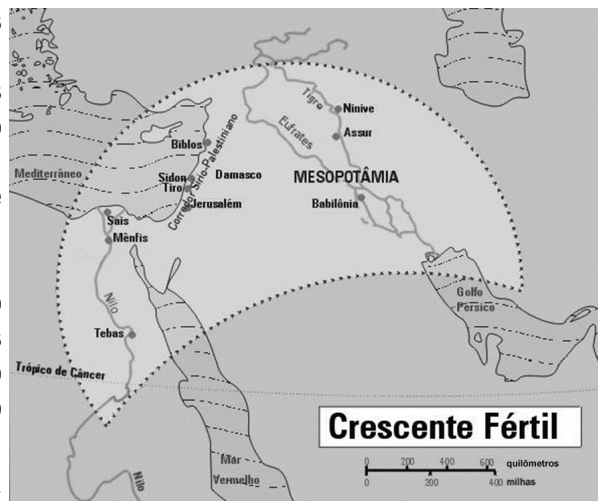 Tigre
Nínive
Assur
Eufrates
Biblos
Corredor Sírio-Palestiniano
Mediterrâneo
Sidon
Damasco
Tiro
MESOPOTÂMIA
Jerusalém
Babilônia
Sais
Mênfis
Golfo
Pérsico
Nilo
Tebas
Trópico de Câncer
Crescente Fértil
Mar
Vermelho
Nilo
0 200 400 600 quilômetros
0 200 400 milhas